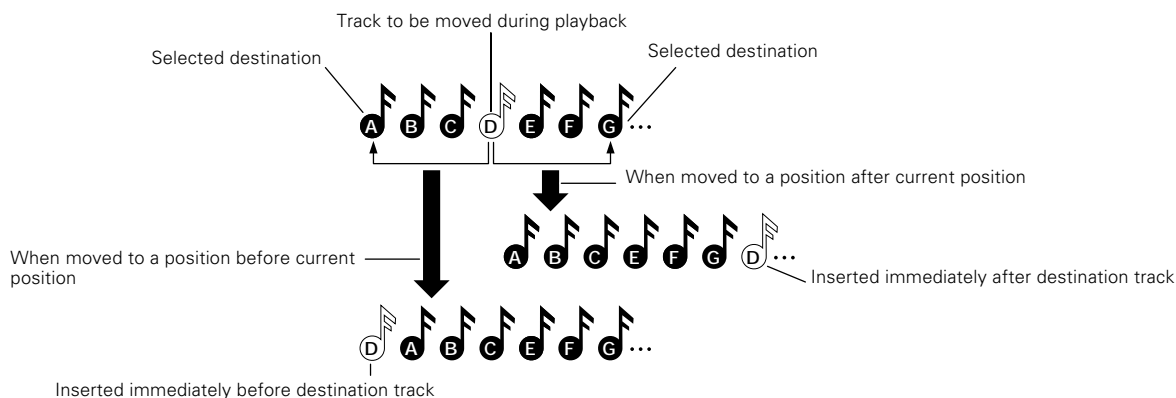 Track to be moved during playback
Selected destination
Selected destination
A B C D E F G ...
When moved to a position after current position
A B C E F G D ...
When moved to a position before current
position
Inserted immediately after destination track
D A B C E F G ...
Inserted immediately before destination track